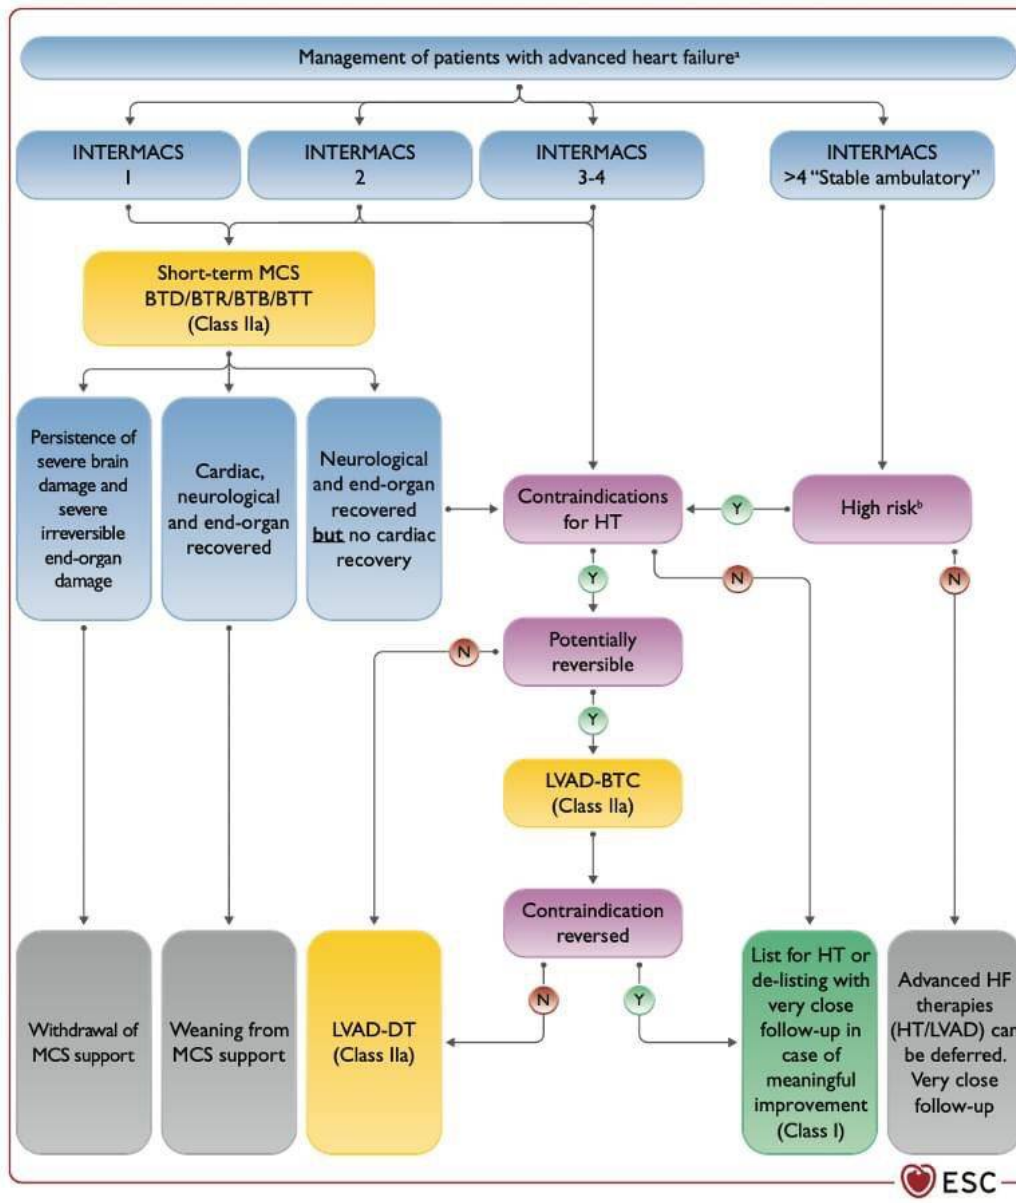 Management of patients with advanced heart failureᵃ
INTERMACS
1
INTERMACS
2
INTERMACS
3-4
INTERMACS
>4 “Stable ambulatory”
Short-term MCS
BTD/BTR/BTB/BTT
(Class IIa)
Persistence of
severe brain
damage and
severe
irreversible
end-organ
damage
Cardiac,
neurological
and end-organ
recovered
Neurological
and end-organ
recovered
but no cardiac
recovery
Contraindications
for HT
Y
High riskᵇ
Y
N
N
Potentially
reversible
N
Y
LVAD-BTC
(Class IIa)
Contraindication
reversed
N
Y
Withdrawal of
MCS support
Weaning from
MCS support
LVAD-DT
(Class IIa)
List for HT or
de-listing with
very close
follow-up in
case of
meaningful
improvement
(Class I)
Advanced HF
therapies
(HT/LVAD) can
be deferred.
Very close
follow-up
ESC